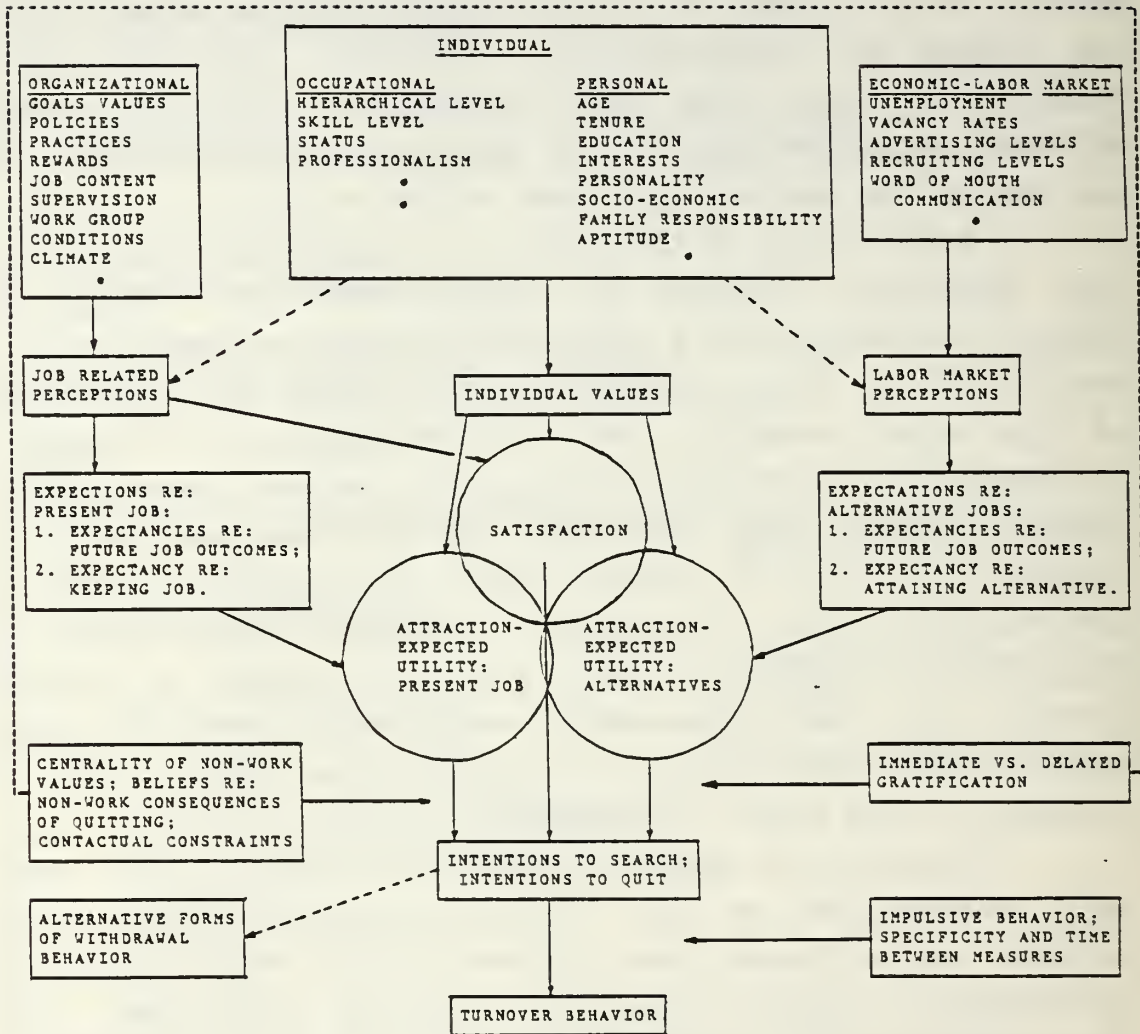 INDIVIDUAL
ORGANIZATIONAL
GOALS VALUES
POLICIES
PRACTICES
REWARDS
JOB CONTENT
SUPERVISION
WORK GROUP
CONDITIONS
CLIMATE
OCCUPATIONAL
HIERARCHICAL LEVEL
SKILL LEVEL
STATUS
PROFESSIONALISM
PERSONAL
AGE
TENURE
EDUCATION
INTERESTS
PERSONALITY
SOCIO-ECONOMIC
FAMILY RESPONSIBILITY
APTITUDE
ECONOMIC-LABOR MARKET
UNEMPLOYMENT
VACANCY RATES
ADVERTISING LEVELS
RECRUITING LEVELS
WORD OF MOUTH
COMMUNICATION
JOB RELATED
PERCEPTIONS
INDIVIDUAL VALUES
LABOR MARKET
PERCEPTIONS
EXPECTIONS RE:
PRESENT JOB:
1. EXPECTANCIES RE:
FUTURE JOB OUTCOMES;
2. EXPECTANCY RE:
KEEPING JOB.
SATISFACTION
EXPECTATIONS RE:
ALTERNATIVE JOBS:
1. EXPECTANCIES RE:
FUTURE JOB OUTCOMES;
2. EXPECTANCY RE:
ATTAINING ALTERNATIVE.
ATTRACTION-
EXPECTED
UTILITY:
PRESENT JOB
ATTRACTION-
EXPECTED
UTILITY:
ALTERNATIVES
CENTRALITY OF NON-WORK
VALUES; BELIEFS RE:
NON-WORK CONSEQUENCES
OF QUITTING;
CONTACTUAL CONSTRAINTS
IMMEDIATE VS. DELAYED
GRATIFICATION
INTENTIONS TO SEARCH;
INTENTIONS TO QUIT
ALTERNATIVE FORMS
OF WITHDRAWAL
BEHAVIOR
IMPULSIVE BEHAVIOR;
SPECIFICITY AND TIME
BETWEEN MEASURES
TURNOVER BEHAVIOR